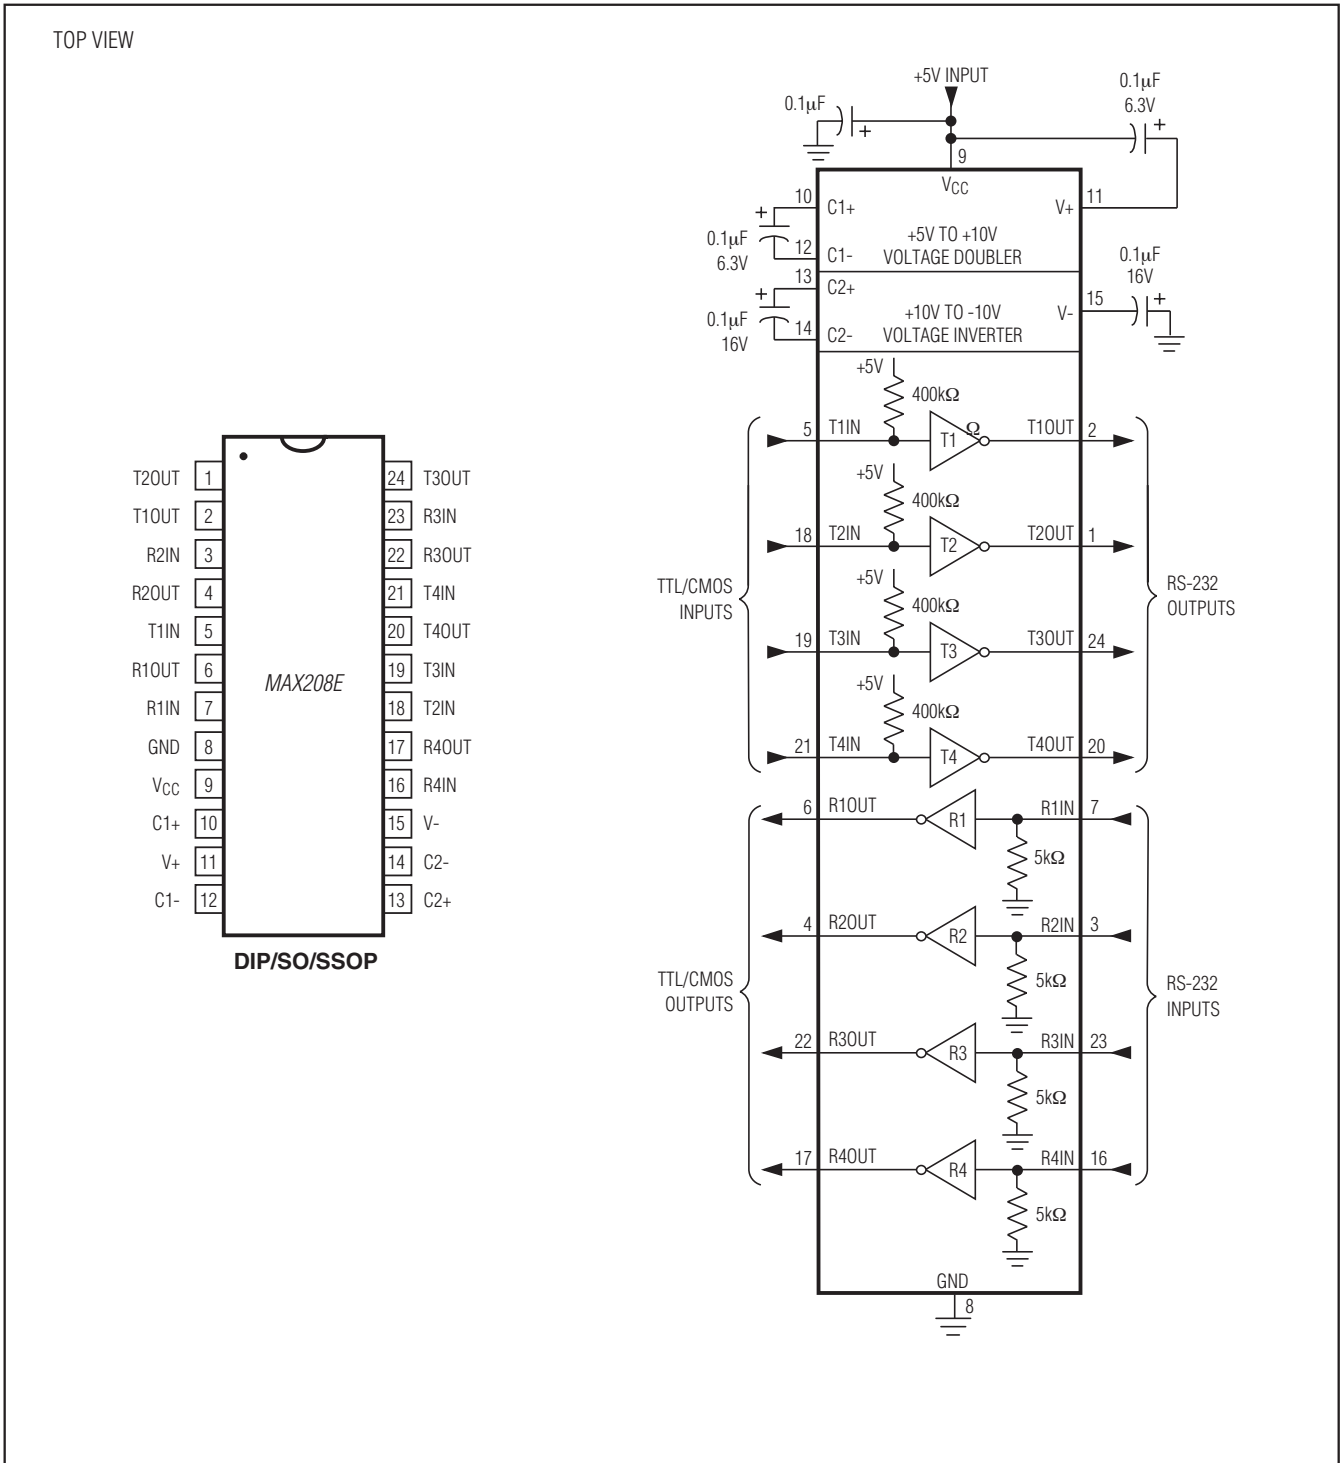 TOP VIEW
T2OUT 1
T1OUT 2
R2IN 3
R2OUT 4
T1IN 5
R1OUT 6
R1IN 7
GND 8
VCC 9
C1+ 10
V+ 11
C1- 12
24 T3OUT
23 R3IN
22 R3OUT
21 T4IN
20 T4OUT
19 T3IN
18 T2IN
17 R4OUT
16 R4IN
15 V-
14 C2-
13 C2+
MAX208E
DIP/SO/SSOP
+5V INPUT
0.1µF
+
0.1µF
6.3V
+
9
VCC
10 C1+
+
0.1µF
6.3V
12 C1-
+5V TO +10V
VOLTAGE DOUBLER
V+ 11
13 C2+
+
0.1µF
16V
14 C2-
+10V TO -10V
VOLTAGE INVERTER
V- 15
0.1µF
16V
+
TTL/CMOS
INPUTS
+5V
400kΩ
5 T1IN T1 Ω T1OUT 2
+5V
400kΩ
18 T2IN T2 T2OUT 1
+5V
400kΩ
19 T3IN T3 T3OUT 24
+5V
400kΩ
21 T4IN T4 T4OUT 20
RS-232
OUTPUTS
TTL/CMOS
OUTPUTS
6 R1OUT R1 R1IN 7
5kΩ
4 R2OUT R2 R2IN 3
5kΩ
22 R3OUT R3 R3IN 23
5kΩ
17 R4OUT R4 R4IN 16
5kΩ
RS-232
INPUTS
GND
8